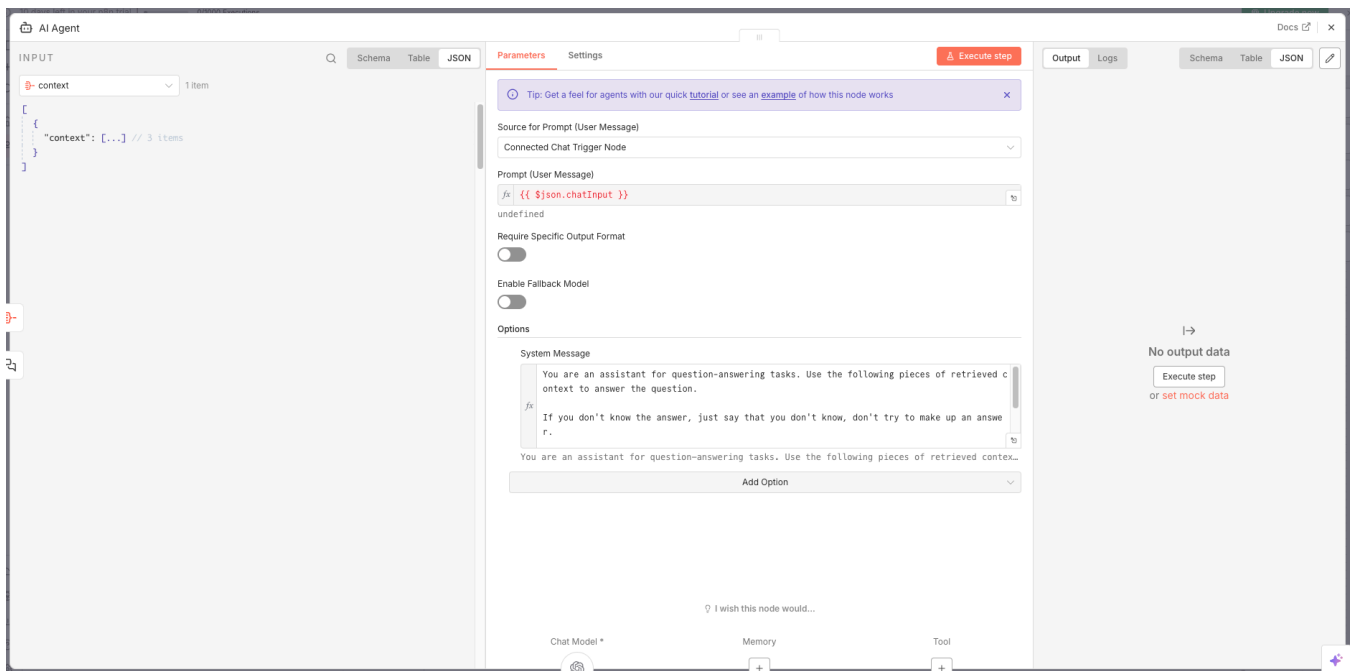 AI Agent
Docs
INPUT
Schema Table JSON
context
1 item
[
{
"context": [...] // 3 items
}
]
Parameters
Settings
Execute step
Tip: Get a feel for agents with our quick tutorial or see an example of how this node works
Source for Prompt (User Message)
Connected Chat Trigger Node
Prompt (User Message)
fx {{ $json.chatInput }}
undefined
Require Specific Output Format
Enable Fallback Model
Options
System Message
fx
You are an assistant for question-answering tasks. Use the following pieces of retrieved c
ontext to answer the question.
If you don't know the answer, just say that you don't know, don't try to make up an answe
r.
You are an assistant for question-answering tasks. Use the following pieces of retrieved contex…
Add Option
I wish this node would...
Chat Model *
Memory
Tool
Output Logs
Schema Table JSON
No output data
Execute step
or set mock data